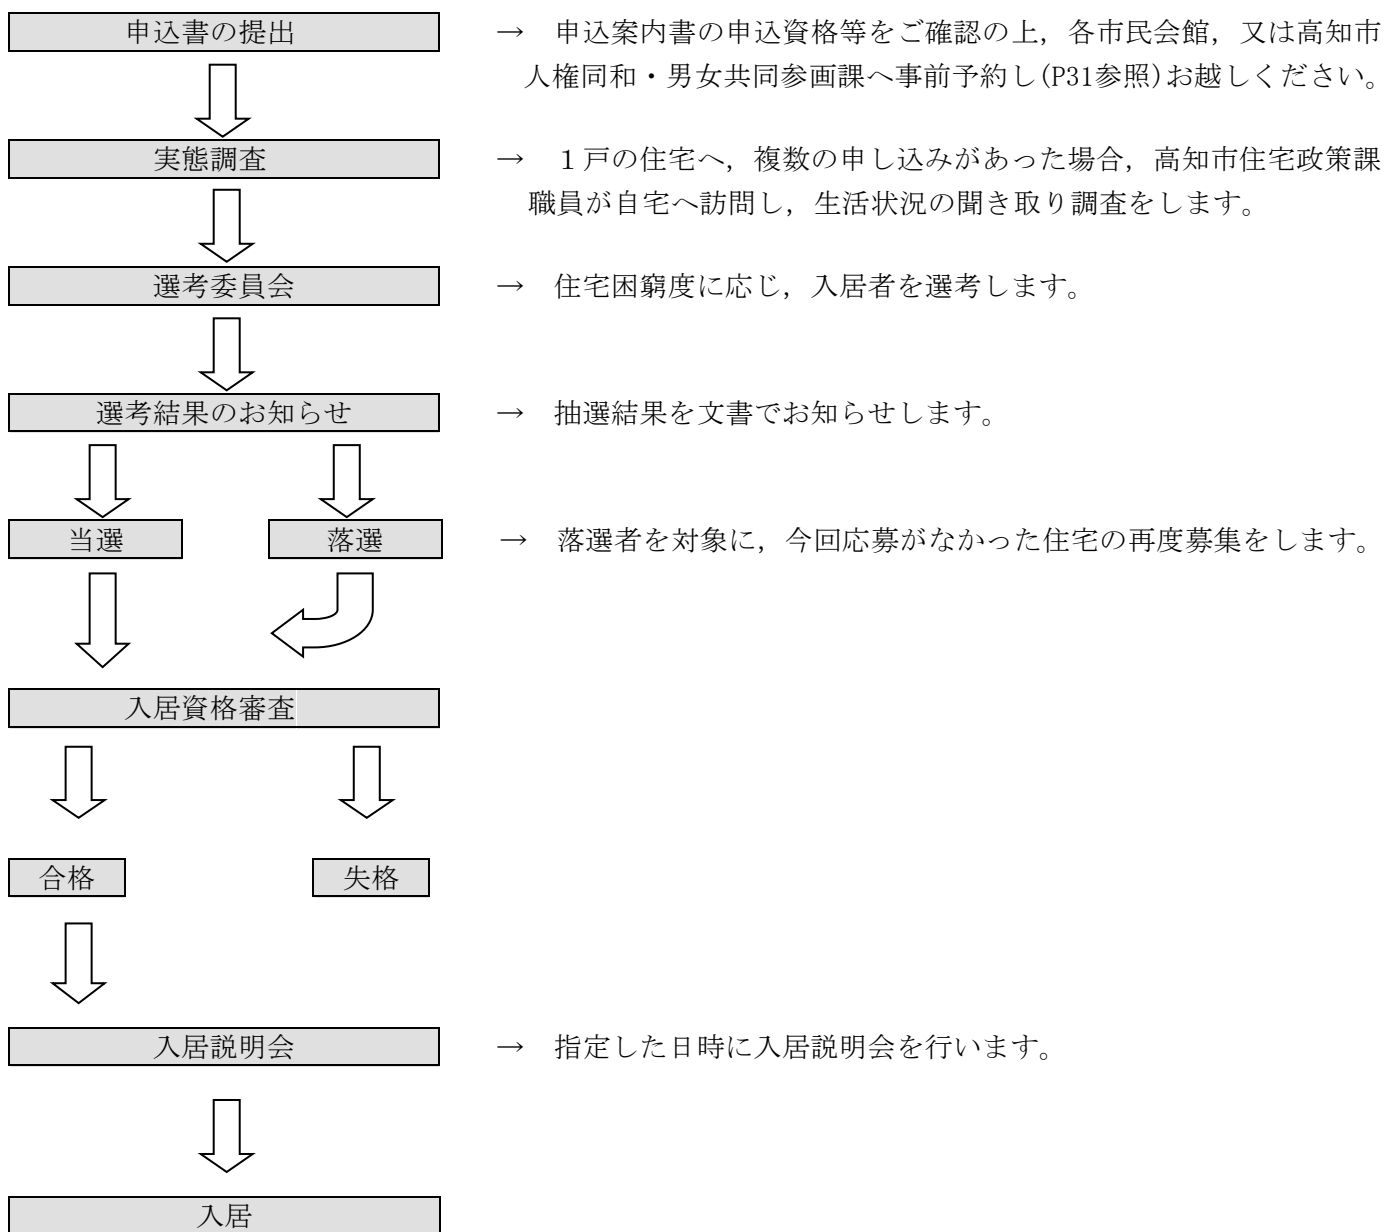 申込書の提出
→　申込案内書の申込資格等をご確認の上，各市民会館，又は高知市
人権同和・男女共同参画課へ事前予約し(P31参照)お越しください。
実態調査
→　１戸の住宅へ，複数の申し込みがあった場合，高知市住宅政策課
職員が自宅へ訪問し，生活状況の聞き取り調査をします。
選考委員会
→　住宅困窮度に応じ，入居者を選考します。
選考結果のお知らせ
→　抽選結果を文書でお知らせします。
当選
落選
→　落選者を対象に，今回応募がなかった住宅の再度募集をします。
入居資格審査
合格
失格
入居説明会
→　指定した日時に入居説明会を行います。
入居